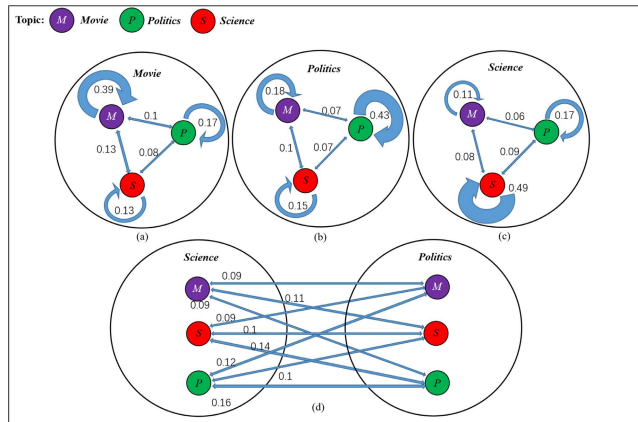 Topic: M Movie P Politics S Science
Movie
0.39
M
0.1
P
0.17
0.13
0.08
S
0.13
(a)
Politics
0.18
M
0.07
P
0.43
0.1
0.07
S
0.15
(b)
Science
0.11
M
0.06
P
0.17
0.08
0.09
S
0.49
(c)
Science Politics
M 0.09 M
0.09 0.11
0.09
S 0.1 S
0.14
0.12
P 0.1 P
0.16
(d)